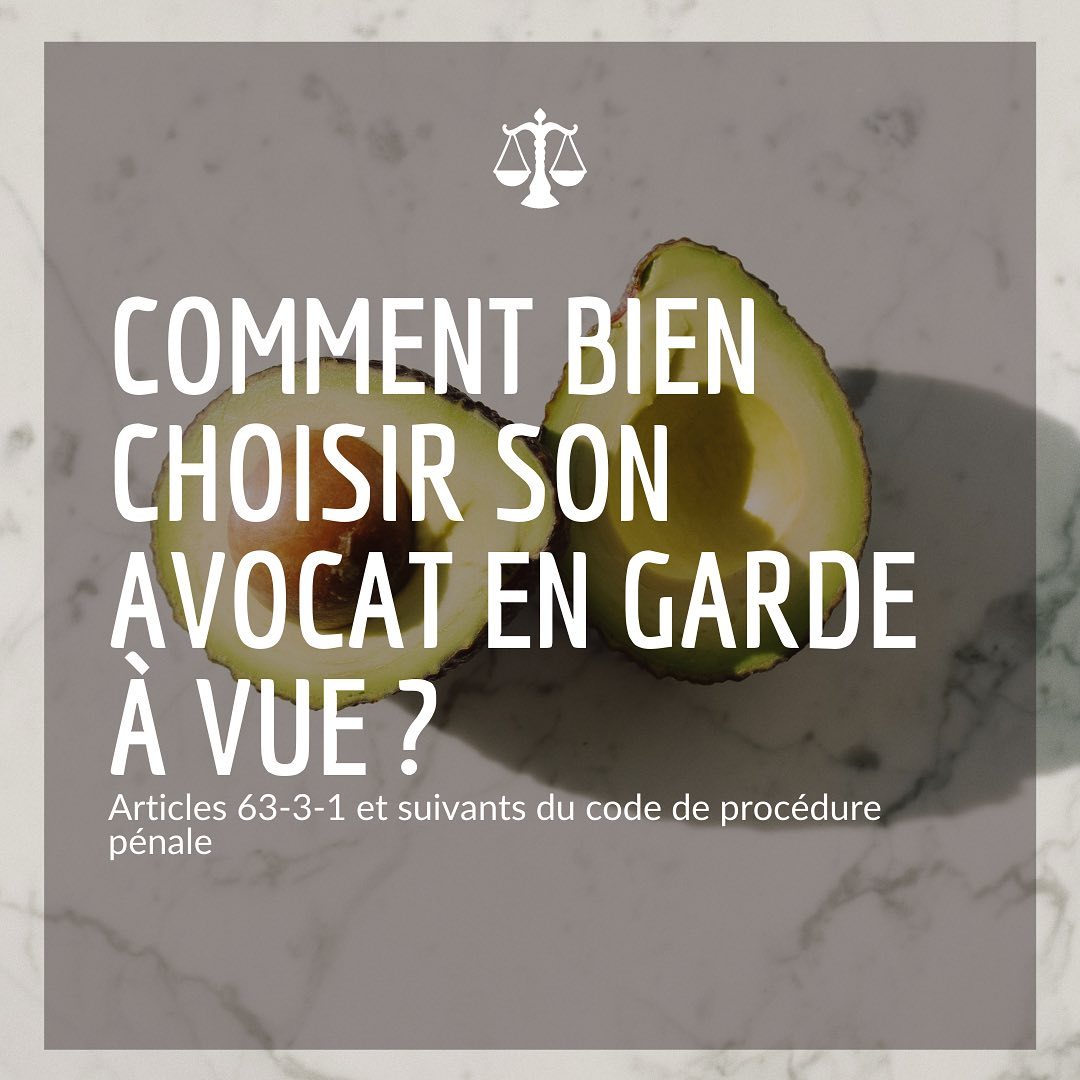 COMMENT BIEN
CHOISIR SON
AVOCAT EN GARDE
À VUE ?
Articles 63-3-1 et suivants du code de procédure
pénale